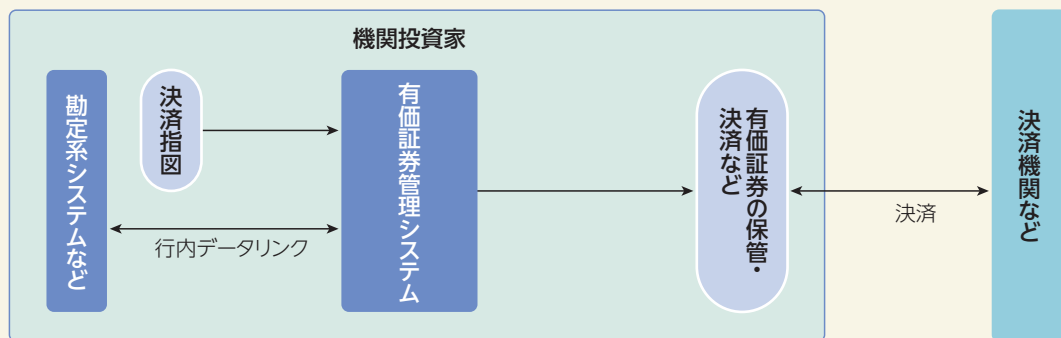 機関投資家
勘定系システムなど
決済指図
行内データリンク
有価証券管理システム
有価証券の保管・
決済など
決済
決済機関など